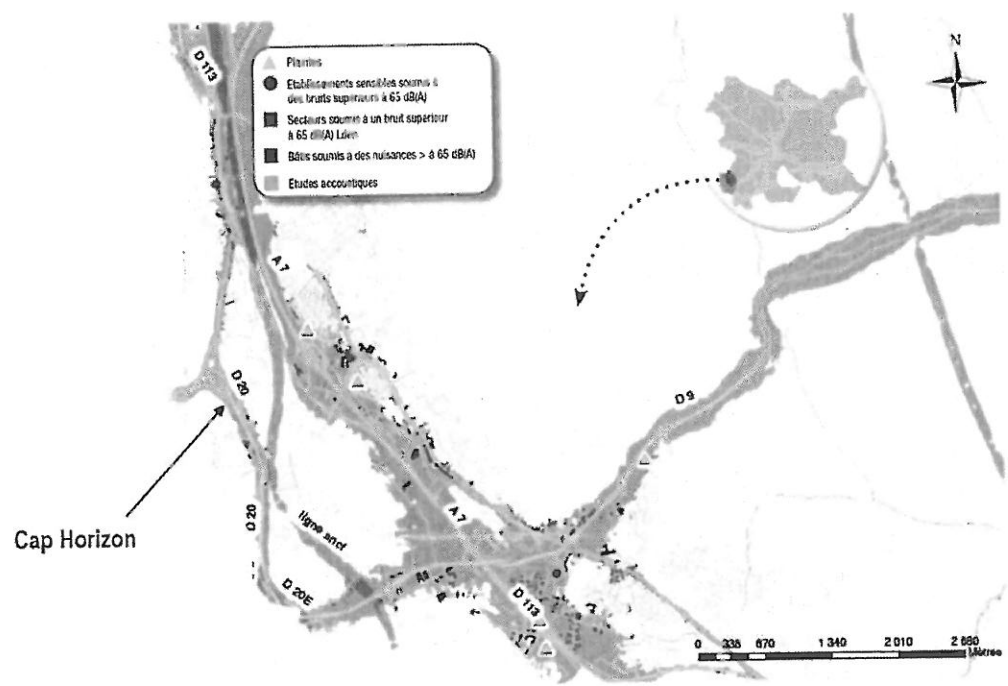 D 113
Plaintes
Etablissements sensibles soumis à
des bruits supérieurs à 65 dB(A)
Secteurs soumis à un bruit supérieur
à 65 dB(A) Lden
Bâtis soumis à des nuisances > à 65 dB(A)
Etudes accoustiques
N
A 7
D 20
D 9
Cap Horizon
D 20
ligne sncf
A 7
D 20E
D 113
0 335 670 1 340 2 010 2 680
Mètres